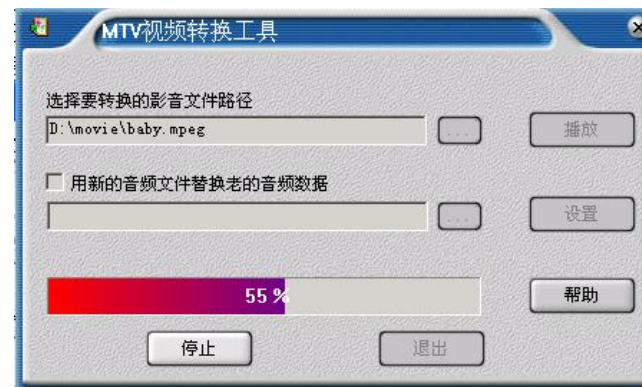 MTV视频转换工具
选择要转换的影音文件路径
D:\movie\baby.mpeg
...
播放
用新的音频文件替换老的音频数据
...
设置
55 %
帮助
停止
退出